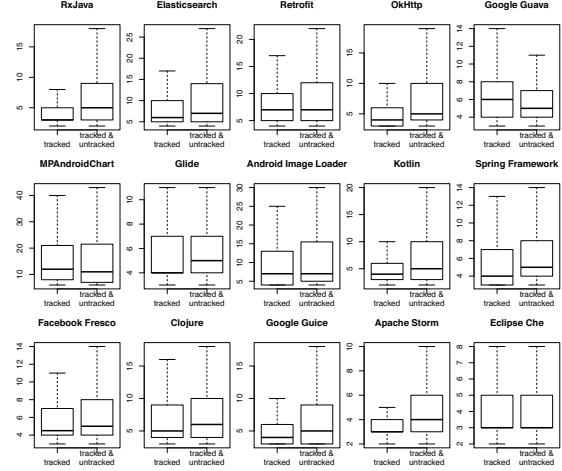 RxJava Elasticsearch Retrofit OkHttp Google Guava
5 10 15
5 10 15 20 25
5 10 15 20
5 10 15
4 6 8 10 12 14
tracked tracked & untracked tracked tracked & untracked tracked tracked & untracked tracked tracked & untracked tracked tracked & untracked
MPAndroidChart Glide Android Image Loader Kotlin Spring Framework
10 20 30 40
4 6 8 10
5 10 15 20 25 30
5 10 15 20
4 6 8 10 12 14
tracked tracked & untracked tracked tracked & untracked tracked tracked & untracked tracked tracked & untracked tracked tracked & untracked
Facebook Fresco Clojure Google Guice Apache Storm Eclipse Che
4 6 8 10 12 14
5 10 15
5 10 15
2 4 6 8 10
2 3 4 5 6 7 8
tracked tracked & untracked tracked tracked & untracked tracked tracked & untracked tracked tracked & untracked tracked tracked & untracked